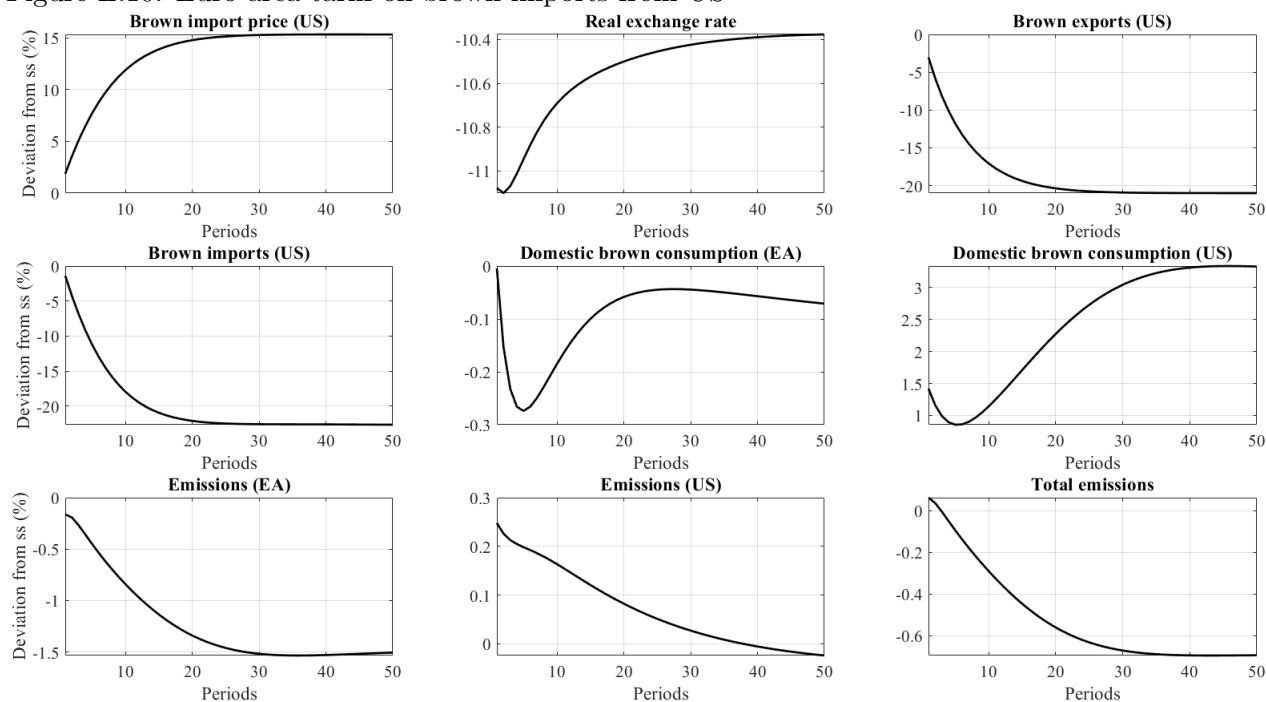 Figure E.10: Euro area tariff on brown imports from US
Brown import price (US)
Real exchange rate
Brown exports (US)
Deviation from ss (%)
15
10
5
0
10 20 30 40 50
Periods
-10.4
-10.6
-10.8
-11
10 20 30 40 50
Periods
0
-5
-10
-15
-20
10 20 30 40 50
Periods
Brown imports (US)
Domestic brown consumption (EA)
Domestic brown consumption (US)
Deviation from ss (%)
0
-5
-10
-15
-20
10 20 30 40 50
Periods
0
-0.1
-0.2
-0.3
10 20 30 40 50
Periods
3
2.5
2
1.5
1
10 20 30 40 50
Periods
Emissions (EA)
Emissions (US)
Total emissions
Deviation from ss (%)
0
-0.5
-1
-1.5
10 20 30 40 50
Periods
0.3
0.2
0.1
0
10 20 30 40 50
Periods
0
-0.2
-0.4
-0.6
10 20 30 40 50
Periods